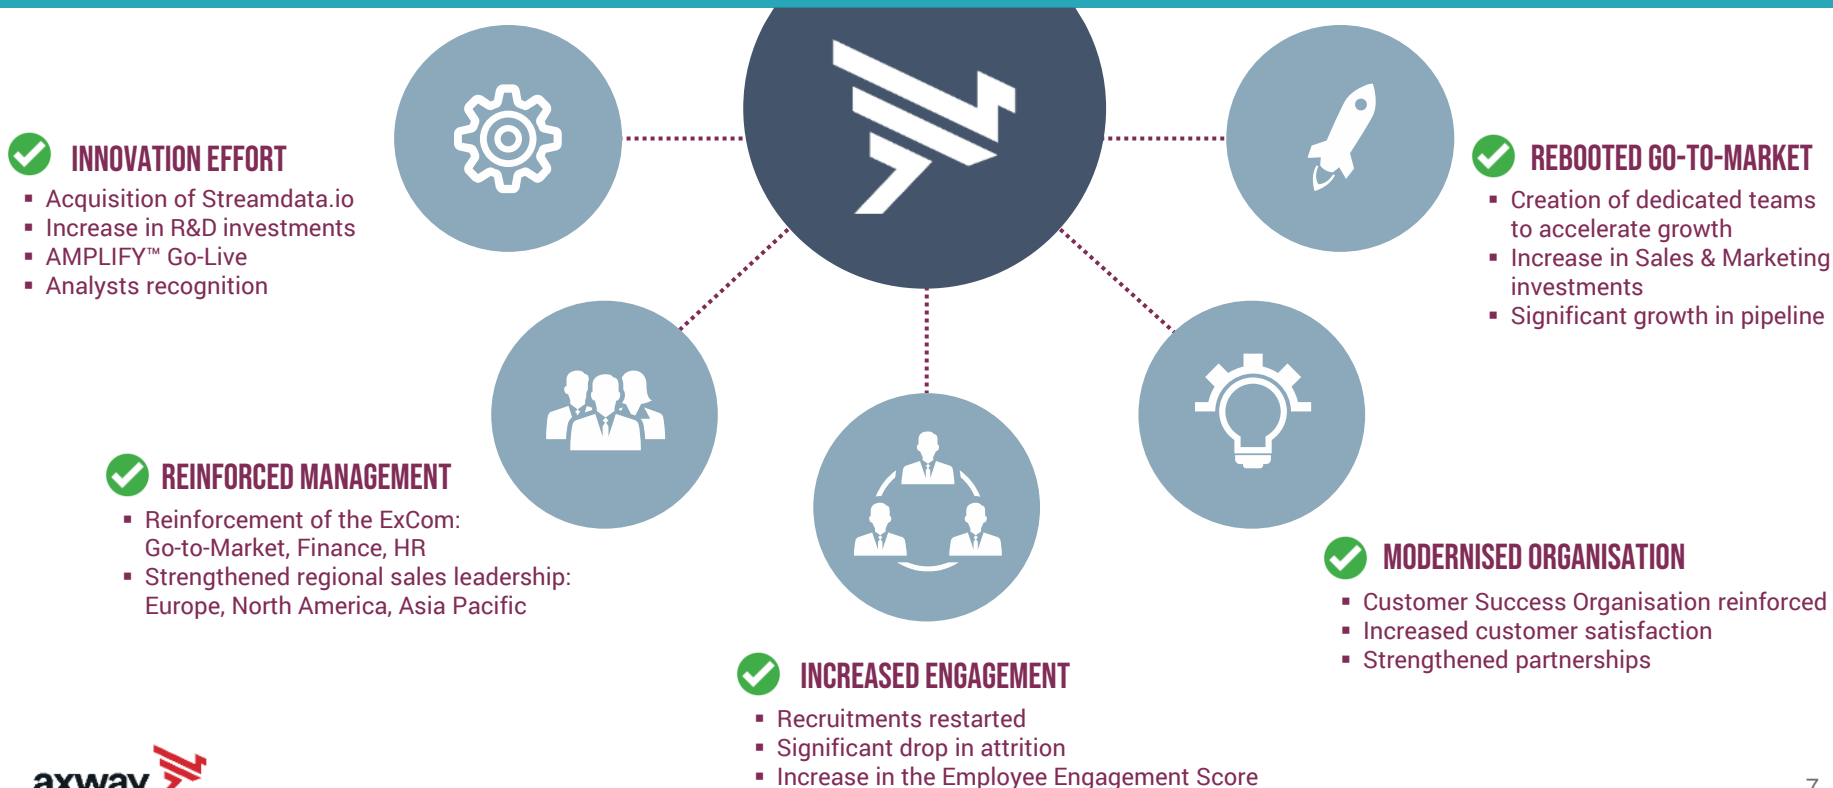 INNOVATION EFFORT
▪ Acquisition of Streamdata.io
▪ Increase in R&D investments
▪ AMPLIFY™ Go-Live
▪ Analysts recognition
REBOOTED GO-TO-MARKET
▪ Creation of dedicated teams
to accelerate growth
▪ Increase in Sales & Marketing
investments
▪ Significant growth in pipeline
REINFORCED MANAGEMENT
▪ Reinforcement of the ExCom:
Go-to-Market, Finance, HR
▪ Strengthened regional sales leadership:
Europe, North America, Asia Pacific
MODERNISED ORGANISATION
▪ Customer Success Organisation reinforced
▪ Increased customer satisfaction
▪ Strengthened partnerships
INCREASED ENGAGEMENT
▪ Recruitments restarted
▪ Significant drop in attrition
▪ Increase in the Employee Engagement Score
axway
7